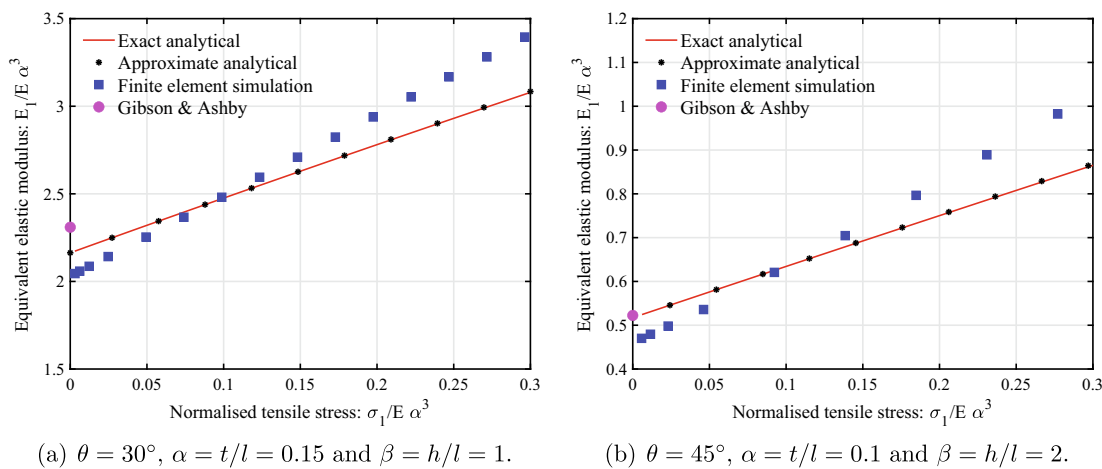 3.5
3
2.5
2
1.5
Equivalent elastic modulus: E₁/E α³
Exact analytical
Approximate analytical
Finite element simulation
Gibson & Ashby
0 0.05 0.1 0.15 0.2 0.25 0.3
Normalised tensile stress: σ₁/E α³
(a) θ = 30°, α = t/l = 0.15 and β = h/l = 1.
1.2
1
0.9
0.8
0.7
0.6
0.5
0.4
Equivalent elastic modulus: E₁/E α³
Exact analytical
Approximate analytical
Finite element simulation
Gibson & Ashby
0 0.05 0.1 0.15 0.2 0.25 0.3
Normalised tensile stress: σ₁/E α³
(b) θ = 45°, α = t/l = 0.1 and β = h/l = 2.